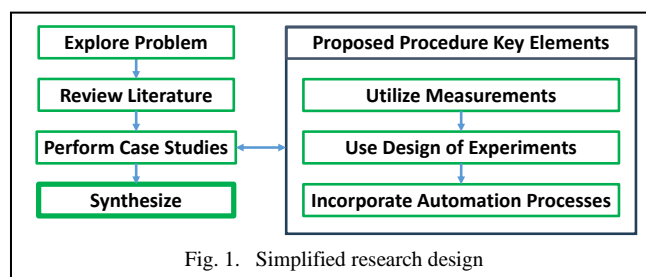 Explore Problem
Review Literature
Perform Case Studies
Synthesize
Proposed Procedure Key Elements
Utilize Measurements
Use Design of Experiments
Incorporate Automation Processes
Fig. 1. Simplified research design